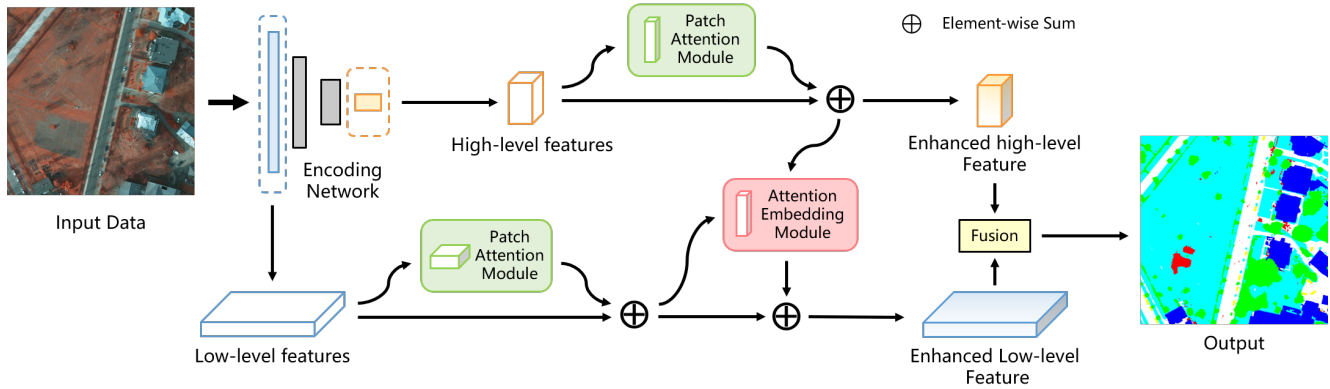 Patch
Attention
Module
Element-wise Sum
High-level features
Enhanced high-level
Feature
Encoding
Network
Input Data
Attention
Embedding
Module
Patch
Attention
Module
Fusion
Low-level features
Enhanced Low-level
Feature
Output